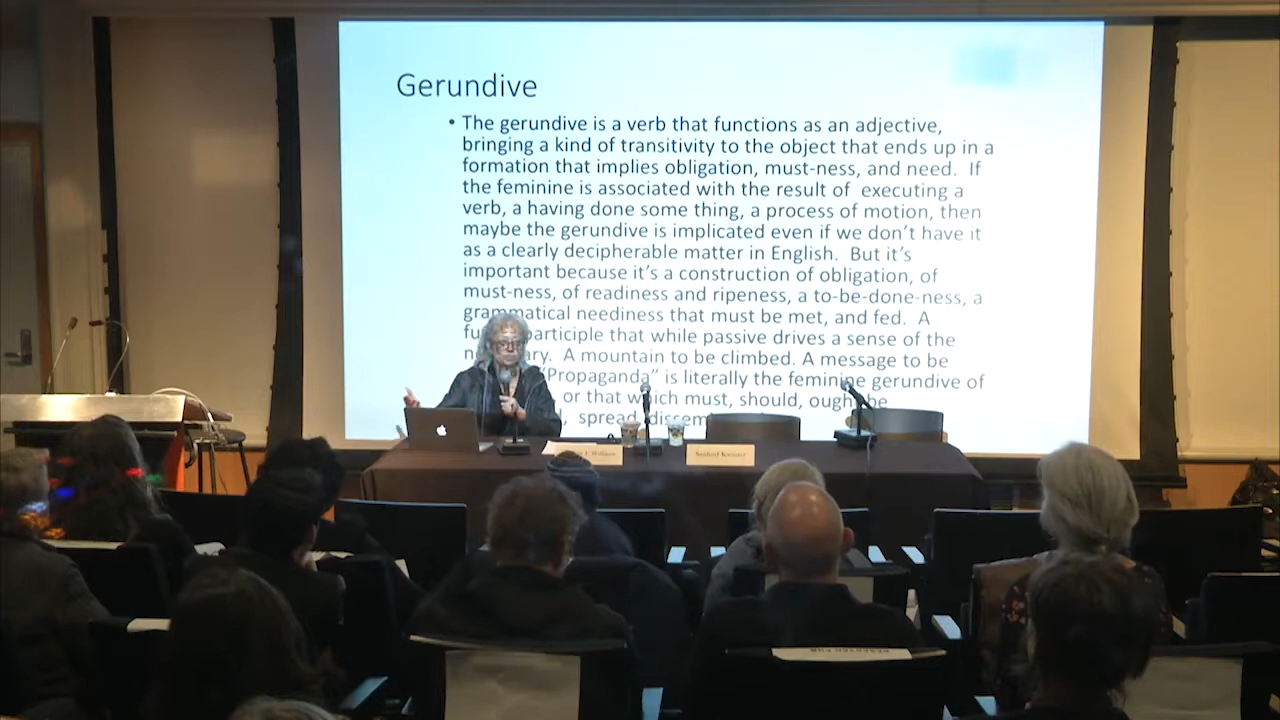 Gerundive
• The gerundive is a verb that functions as an adjective,
bringing a kind of transitivity to the object that ends up in a
formation that implies obligation, must-ness, and need. If
the feminine is associated with the result of executing a
verb, a having done some thing, a process of motion, then
maybe the gerundive is implicated even if we don't have it
as a clearly decipherable matter in English. But it's
important because it's a construction of obligation, of
must-ness, of readiness and ripeness, a to-be-done-ness, a
grammatical neediness that must be met, and fed. A
participle that while passive drives a sense of the
A mountain to be climbed. A message to be
"Propaganda" is literally the feminine gerundive of
or that which must, should, ought be
, spread,
RESERVED FOR